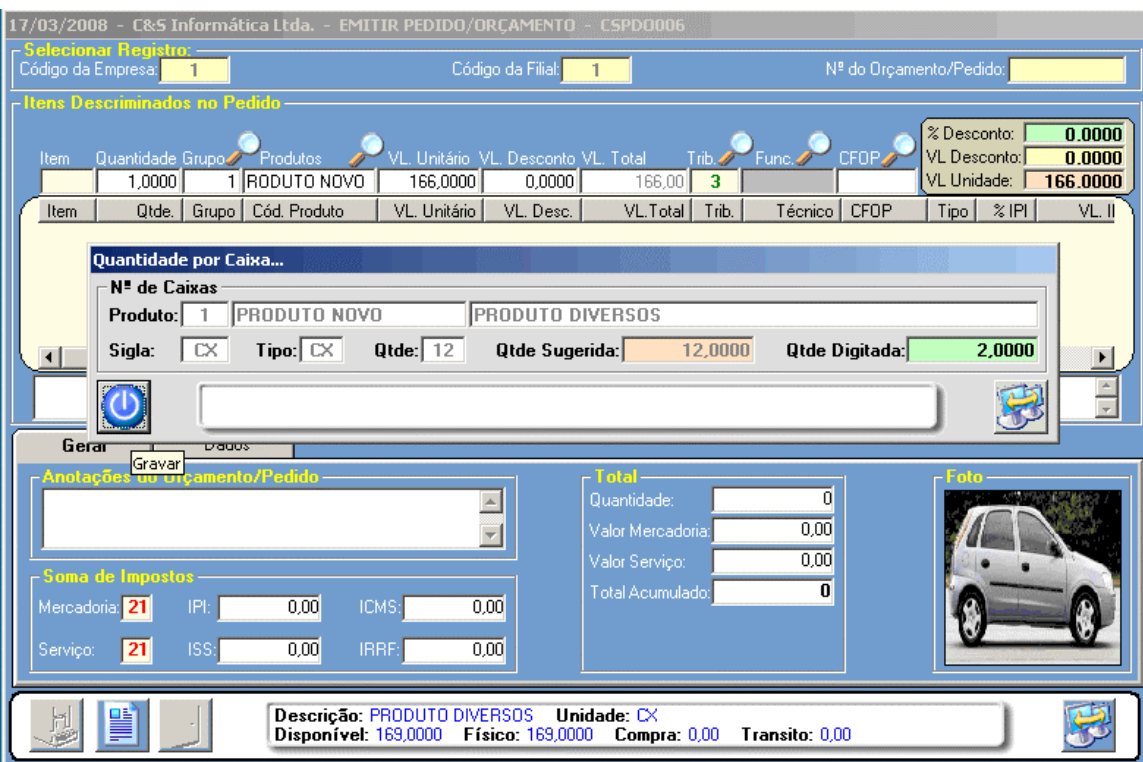 17/03/2008 - C&S Informática Ltda. - EMITIR PEDIDO/ORÇAMENTO - CSPDO006
Selecionar Registro:
Código da Empresa: 1 Código da Filial: 1 Nº do Orçamento/Pedido:
Itens Descriminados no Pedido
% Desconto: 0.0000
VL Desconto: 0.0000
VL Unidade: 166.0000
Item Quantidade Grupo Produtos VL. Unitário VL. Desconto VL. Total Trib. Func. CFOP
1,0000 1 RODUTO NOVO 166,0000 0,0000 166,00 3
Item Qtde. Grupo Cód. Produto VL. Unitário VL. Desc. VL.Total Trib. Técnico CFOP Tipo % IPI VL. II
Quantidade por Caixa...
Nº de Caixas
Produto: 1 PRODUTO NOVO PRODUTO DIVERSOS
Sigla: CX Tipo: CX Qtde: 12 Qtde Sugerida: 12,0000 Qtde Digitada: 2,0000
Geral Dados
Gravar
Anotações do Orçamento/Pedido
Total
Quantidade: 0
Valor Mercadoria: 0,00
Valor Serviço: 0,00
Total Acumulado: 0
Foto
Soma de Impostos
Mercadoria: 21 IPI: 0,00 ICMS: 0,00
Serviço: 21 ISS: 0,00 IRRF: 0,00
Descrição: PRODUTO DIVERSOS Unidade: CX
Disponível: 169,0000 Físico: 169,0000 Compra: 0,00 Transito: 0,00